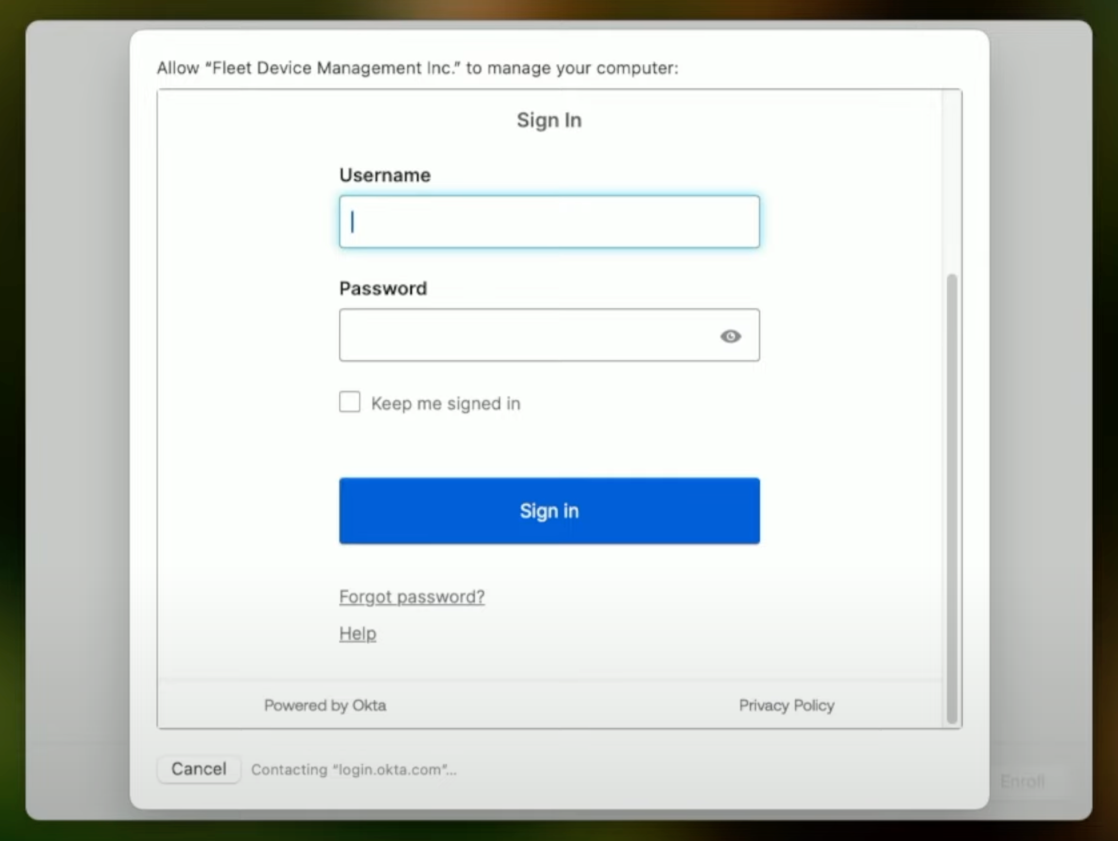 Allow “Fleet Device Management Inc.” to manage your computer:
Sign In
Username
Password
Keep me signed in
Sign in
Forgot password?
Help
Powered by Okta Privacy Policy
Cancel Contacting “login.okta.com”...
Enroll